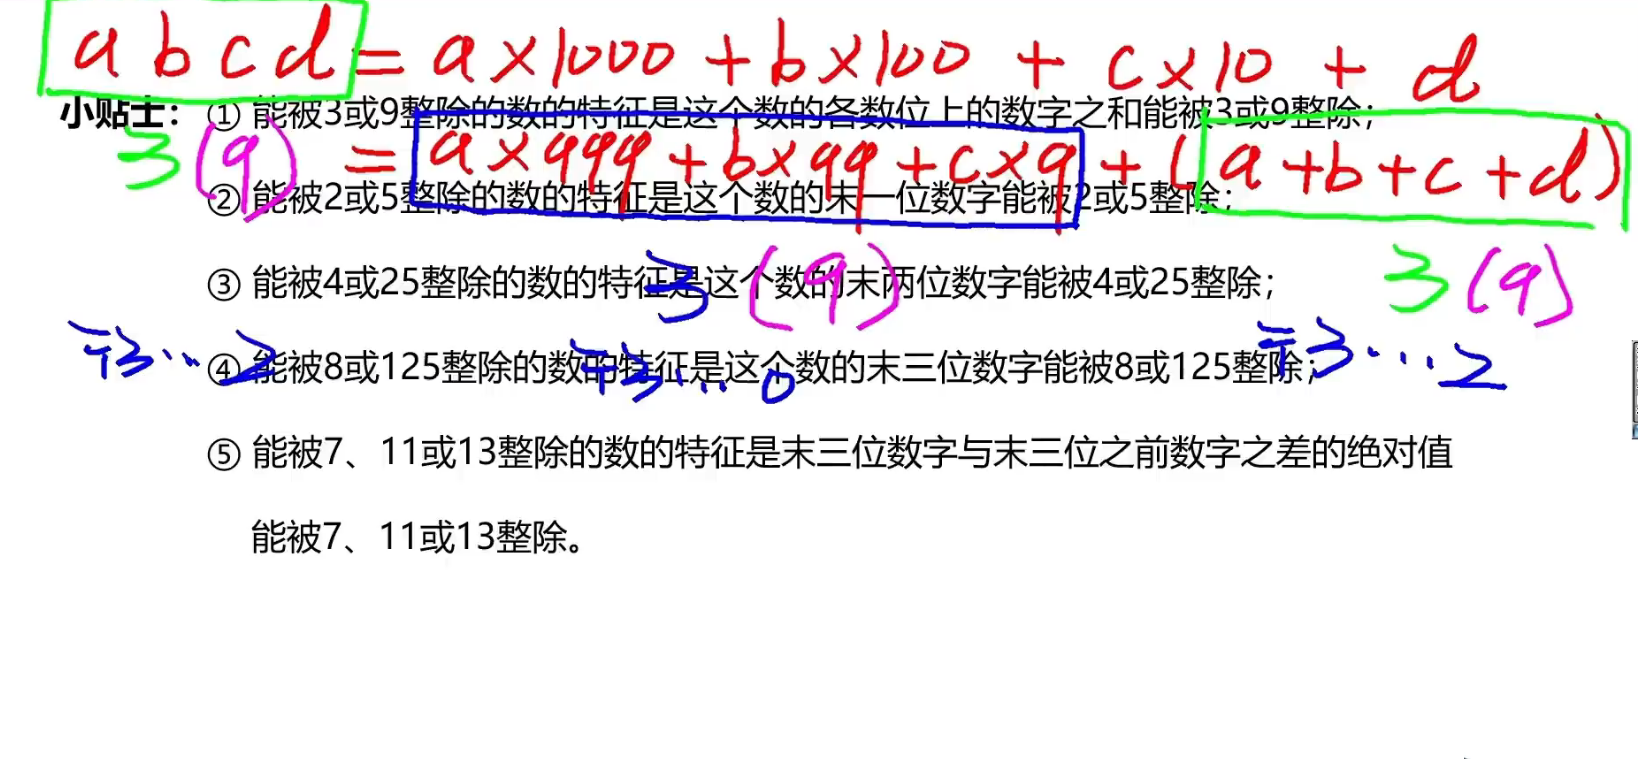 abcd = a×1000 + b×100 + c×10 + d
小贴士：① 能被3或9整除的数的特征是这个数的各数位上的数字之和能被3或9整除；
3 (9) = a×999 + b×99 + c×9 + (a+b+c+d)
② 能被2或5整除的数的特征是这个数的末一位数字能被2或5整除；
③ 能被4或25整除的数的特征是这个数的末两位数字能被4或25整除；
3 (9) 3 (9)
÷3…2 ÷3…0 ÷3…2
④ 能被8或125整除的数的特征是这个数的末三位数字能被8或125整除；
⑤ 能被7、11或13整除的数的特征是末三位数字与末三位之前数字之差的绝对值
能被7、11或13整除。